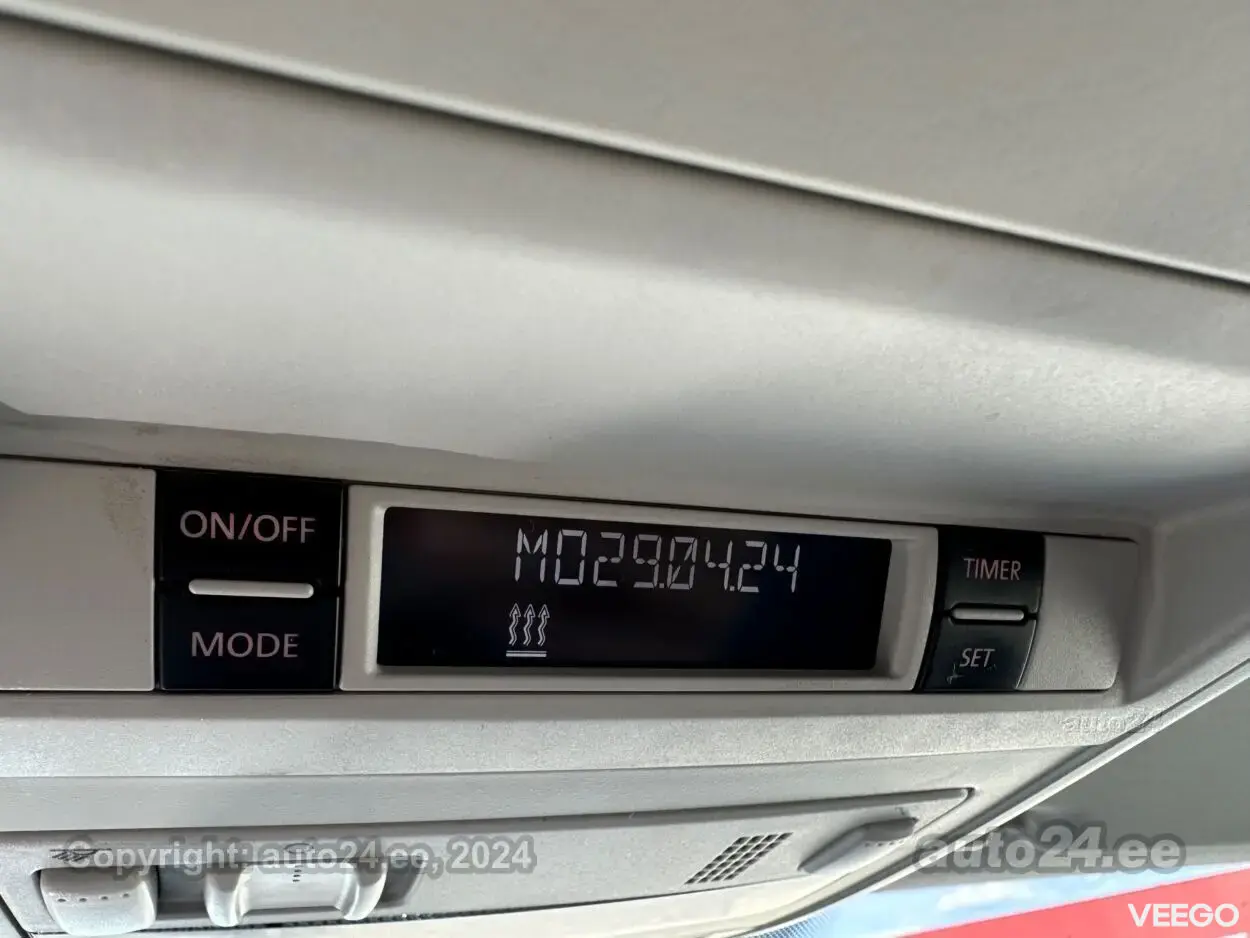 ON/OFF
MODE
MO29.04.24
TIMER
SET
Copyright: auto24.ee, 2024
auto24.ee
VEEGO